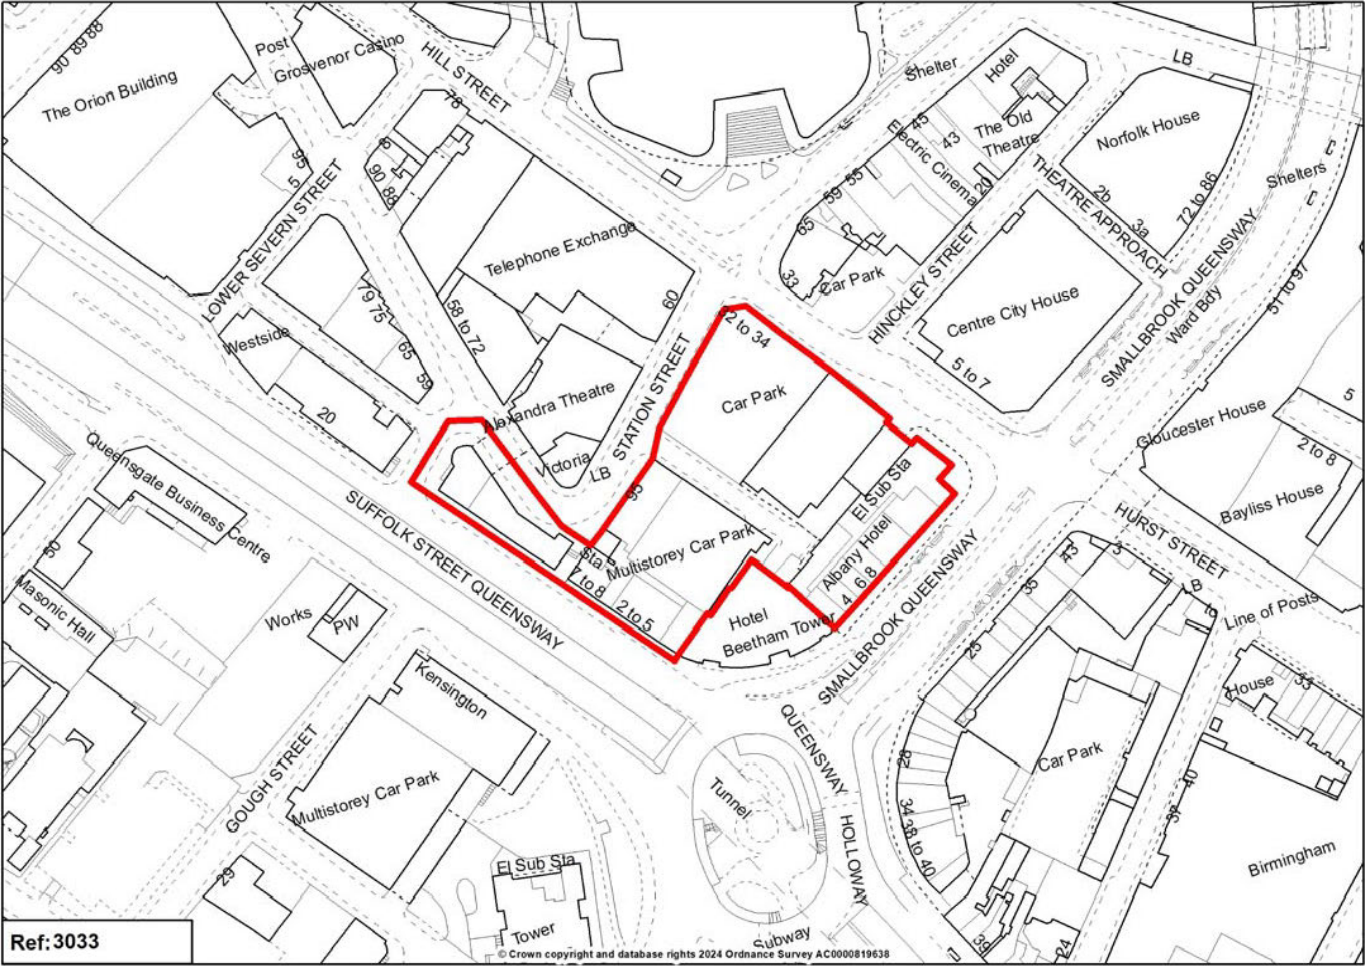 90 89 88
The Orion Building
Post
Grosvenor Casino
HILL STREET
78
Shelter
Hotel
LB
45
43
The Old
Theatre
Electric Cinema
20
Norfolk House
2b
3a
72 to 86
Shelters
THEATRE APPROACH
95
5
8
90 88
59 55
65
33
Car Park
HINCKLEY STREET
Centre City House
5 to 7
SMALLBROOK QUEENSWAY
Ward Bdy
51 to 97
LOWER SEVERN STREET
Telephone Exchange
60
58 to 72
79 75
65
59
Westside
20
32 to 34
Car Park
STATION STREET
Alexandra Theatre
Victoria
LB
95
El Sub Sta
Albany Hotel
4 6 8
Multistorey Car Park
Sta
7 to 8
2 to 5
Hotel
Beetham Tower
SMALLBROOK QUEENSWAY
Gloucester House
5
2 to 8
Bayliss House
HURST STREET
LB
to
Line of Posts
Queensgate Business
Centre
50
Masonic Hall
SUFFOLK STREET QUEENSWAY
Works
PW
Kensington
Multistorey Car Park
GOUGH STREET
29
El Sub Sta
Tower
Tunnel
Subway
QUEENSWAY
HOLLOWAY
43
3
35
25
28
34
38 to 40
39
24
Car Park
40
House
33
Birmingham
Ref:3033
© Crown copyright and database rights 2024 Ordnance Survey AC0000819638